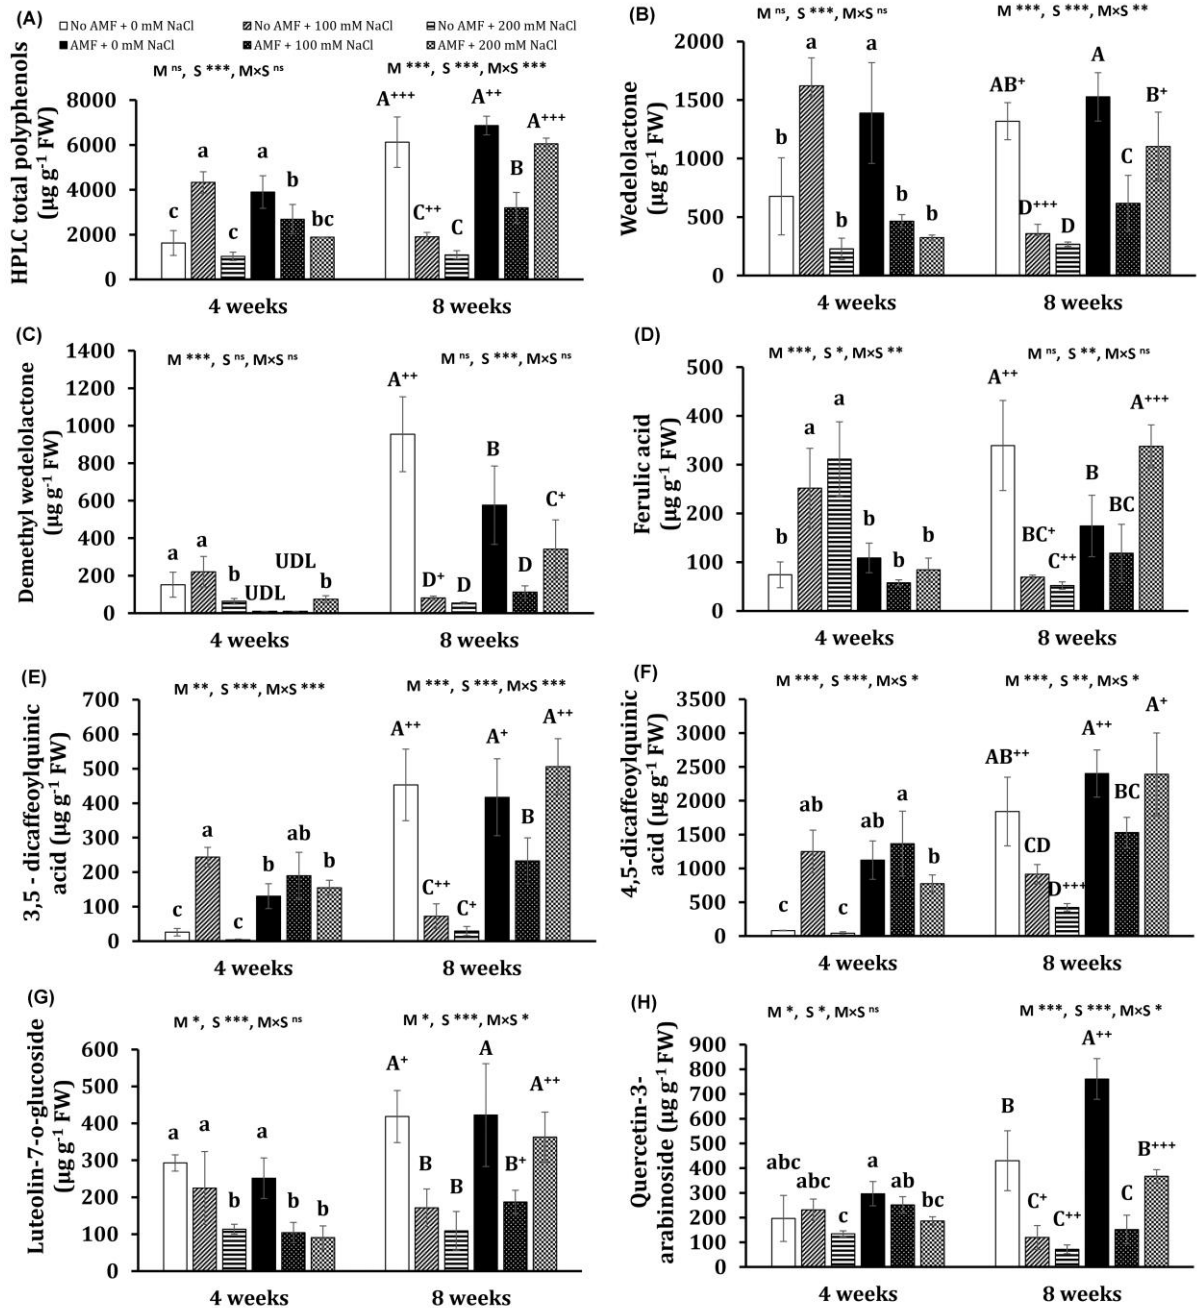 (A)
No AMF + 0 mM NaCl No AMF + 100 mM NaCl No AMF + 200 mM NaCl
AMF + 0 mM NaCl AMF + 100 mM NaCl AMF + 200 mM NaCl
M ns, S ***, M×S ns M ***, S ***, M×S ***
HPLC total polyphenols
(µg g-1 FW)
8000
6000
4000
2000
0
c a c a b bc
A+++ C++ C A++ B A+++
4 weeks 8 weeks
(B)
M ns S ***, M×S ns M ***, S ***, M×S **
Wedelolactone
(µg g-1 FW)
2000
1500
1000
500
0
b a b a b b
AB+ D+++ D A C B+
4 weeks 8 weeks
(C)
M ***, S ns, M×S ns M ns, S ***, M×S ns
Demethyl wedelolactone
(µg g-1 FW)
1400
1200
1000
800
600
400
200
0
a a b UDL UDL b
A++ D+ D B D C+
4 weeks 8 weeks
(D)
M ***, S *, M×S ** M ns, S **, M×S ns
Ferulic acid
(µg g-1 FW)
500
400
300
200
100
0
b a a b b b
A++ BC+ C++ B BC A+++
4 weeks 8 weeks
(E)
M **, S ***, M×S *** M ***, S ***, M×S ***
3,5 - dicaffeoylquinic
acid (µg g-1 FW)
700
600
500
400
300
200
100
0
c a c b ab b
A++ C++ C+ A+ B A++
4 weeks 8 weeks
(F)
M ***, S ***, M×S * M ***, S **, M×S *
4,5-dicaffeoylquinic
acid (µg g-1 FW)
3500
3000
2500
2000
1500
1000
500
0
c ab c ab a b
AB++ CD D+++ A++ BC A+
4 weeks 8 weeks
(G)
M *, S ***, M×S ns M *, S ***, M×S *
Luteolin-7-o-glucoside
(µg g-1 FW)
600
500
400
300
200
100
0
a a b a b b
A+ B B A B+ A++
4 weeks 8 weeks
(H)
M *, S *, M×S ns M ***, S ***, M×S *
Quercetin-3-
arabinoside (µg g-1 FW)
900
800
700
600
500
400
300
200
100
0
abc abc c a ab bc
B C+ C++ A++ C B+++
4 weeks 8 weeks